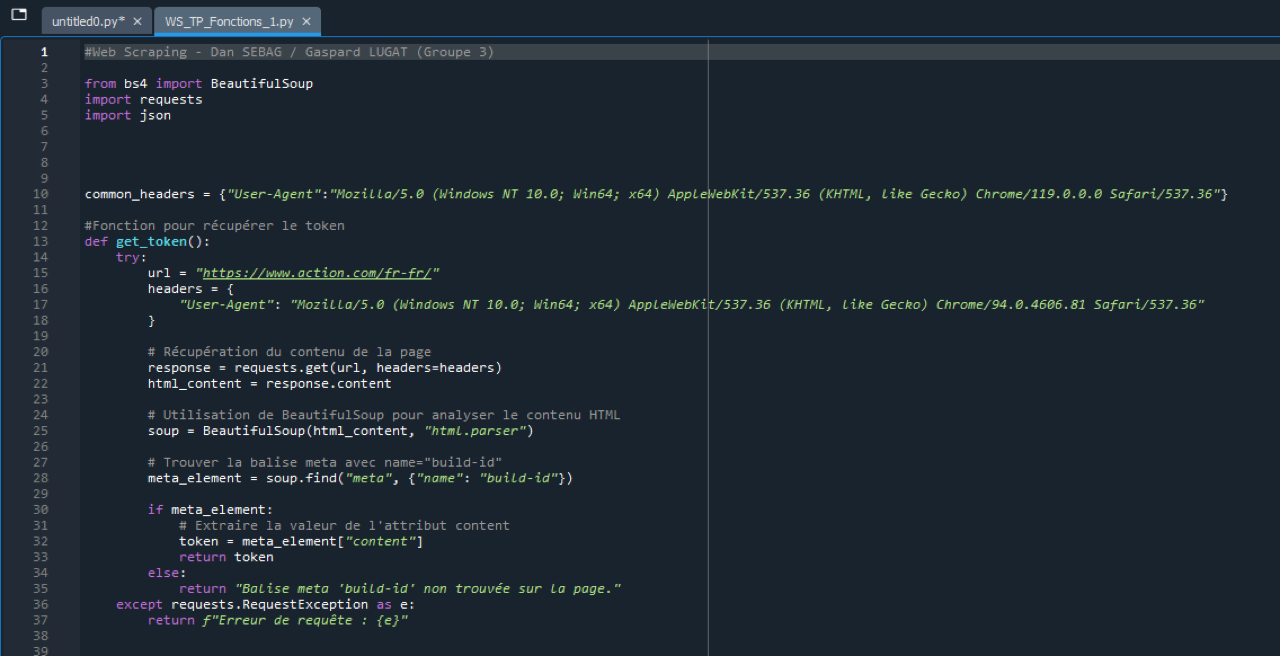 untitled0.py* ✕ WS_TP_Fonctions_1.py ✕
1 #Web Scraping - Dan SEBAG / Gaspard LUGAT (Groupe 3)
2
3 from bs4 import BeautifulSoup
4 import requests
5 import json
6
7
8
9
10 common_headers = {"User-Agent":"Mozilla/5.0 (Windows NT 10.0; Win64; x64) AppleWebKit/537.36 (KHTML, like Gecko) Chrome/119.0.0.0 Safari/537.36"}
11
12 #Fonction pour récupérer le token
13 def get_token():
14     try:
15         url = "https://www.action.com/fr-fr/"
16         headers = {
17             "User-Agent": "Mozilla/5.0 (Windows NT 10.0; Win64; x64) AppleWebKit/537.36 (KHTML, like Gecko) Chrome/94.0.4606.81 Safari/537.36"
18         }
19
20         # Récupération du contenu de la page
21         response = requests.get(url, headers=headers)
22         html_content = response.content
23
24         # Utilisation de BeautifulSoup pour analyser le contenu HTML
25         soup = BeautifulSoup(html_content, "html.parser")
26
27         # Trouver la balise meta avec name="build-id"
28         meta_element = soup.find("meta", {"name": "build-id"})
29
30         if meta_element:
31             # Extraire la valeur de l'attribut content
32             token = meta_element["content"]
33             return token
34         else:
35             return "Balise meta 'build-id' non trouvée sur la page."
36     except requests.RequestException as e:
37         return f"Erreur de requête : {e}"
38
39